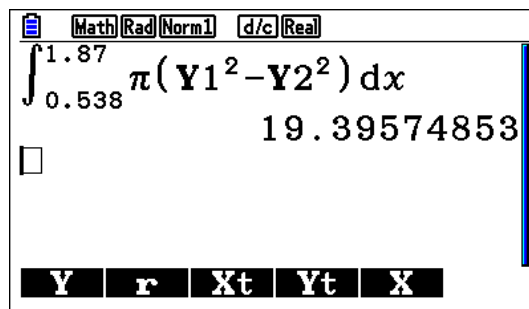 Math Rad Norm1 d/c Real
∫ 1.87 0.538 π(Y1²−Y2²)dx
19.39574853
Y r Xt Yt X